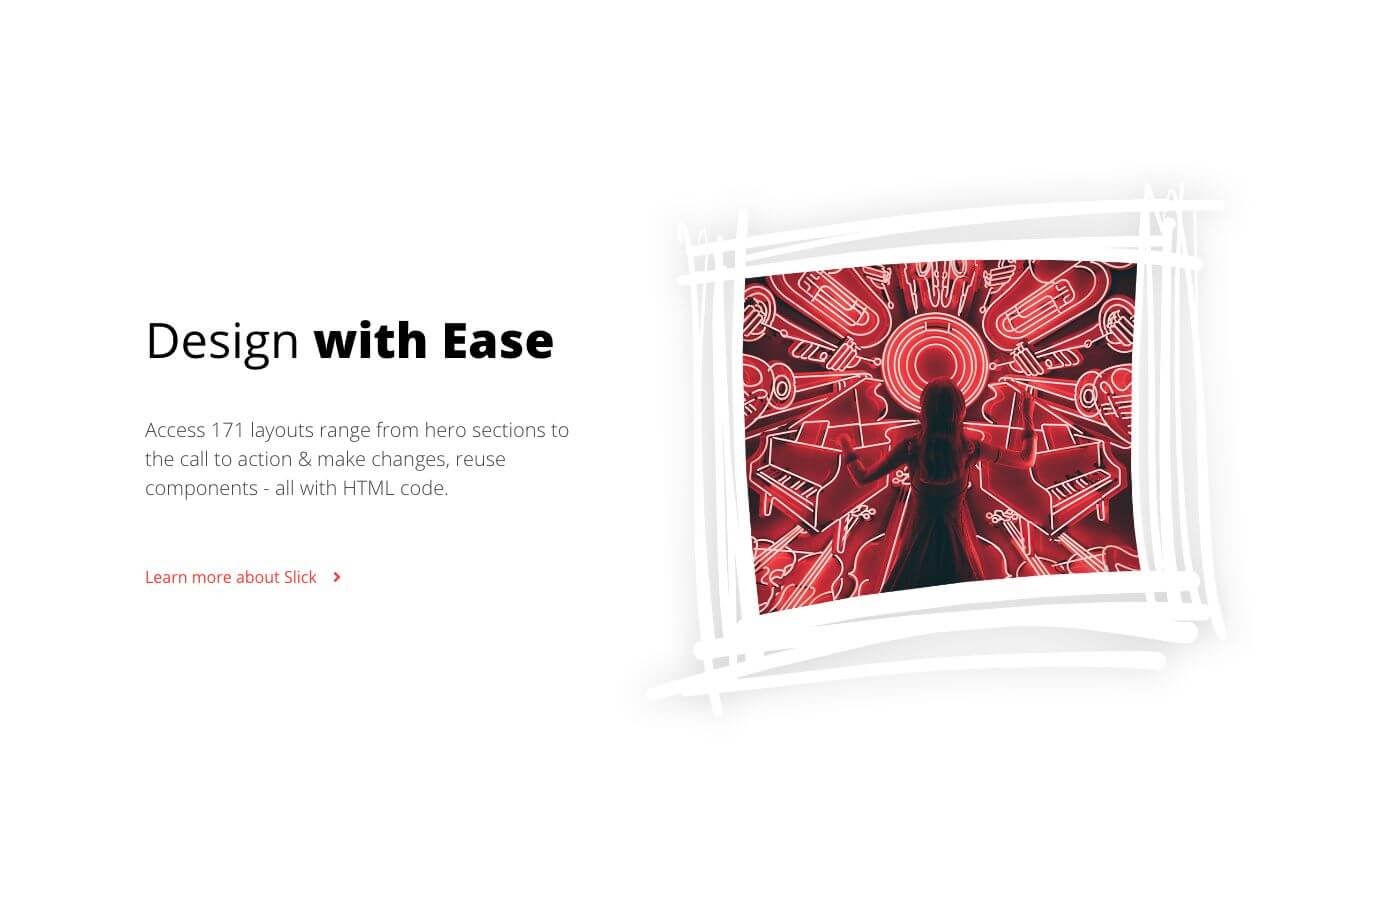 Design with Ease
Access 171 layouts range from hero sections to
the call to action & make changes, reuse
components - all with HTML code.
Learn more about Slick